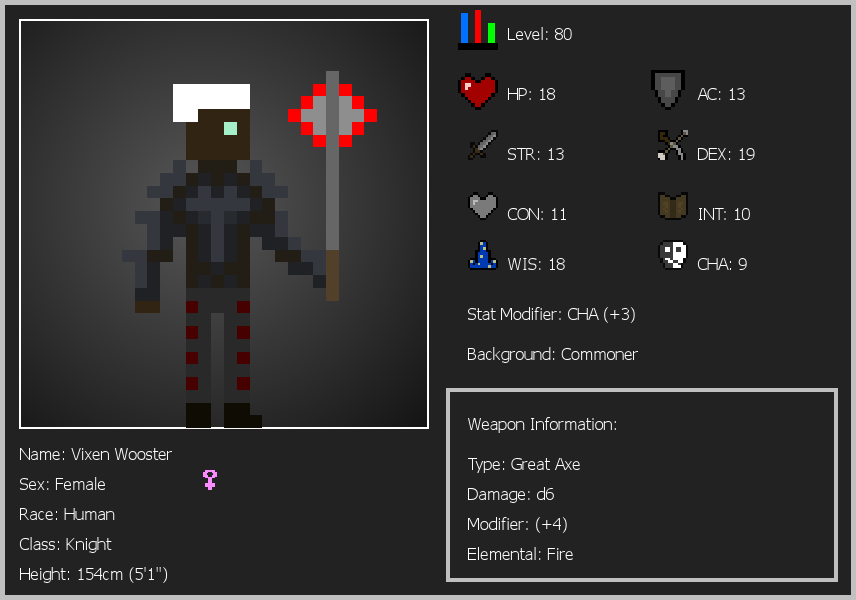 Level: 80
HP: 18
AC: 13
STR: 13
DEX: 19
CON: 11
INT: 10
WIS: 18
CHA: 9
Stat Modifier: CHA (+3)
Background: Commoner
Weapon Information:
Type: Great Axe
Damage: d6
Modifier: (+4)
Elemental: Fire
Name: Vixen Wooster
Sex: Female
Race: Human
Class: Knight
Height: 154cm (5'1")